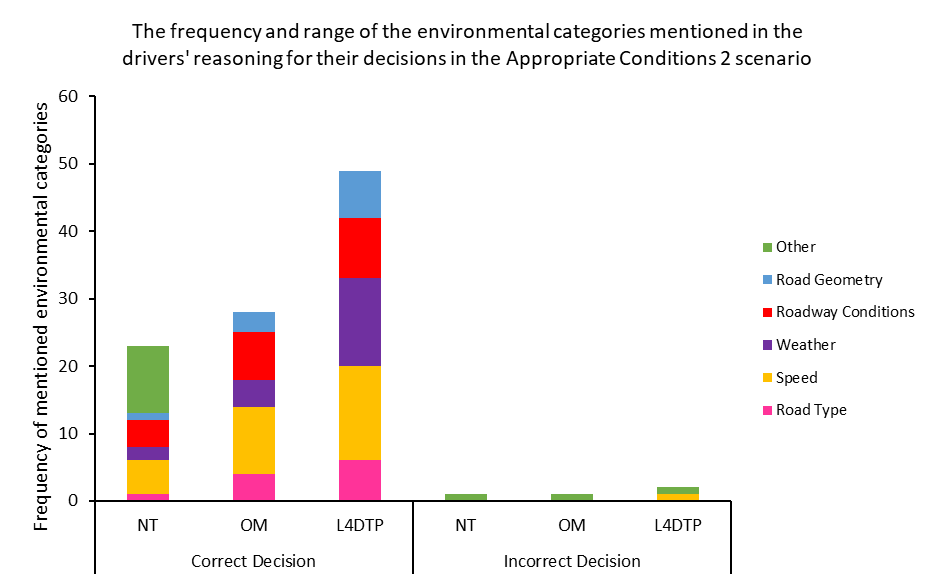 The frequency and range of the environmental categories mentioned in the
drivers' reasoning for their decisions in the Appropriate Conditions 2 scenario
Frequency of mentioned environmental categories
60
50
40
30
20
10
0
NT
OM
L4DTP
NT
OM
L4DTP
Correct Decision
Incorrect Decision
Other
Road Geometry
Roadway Conditions
Weather
Speed
Road Type